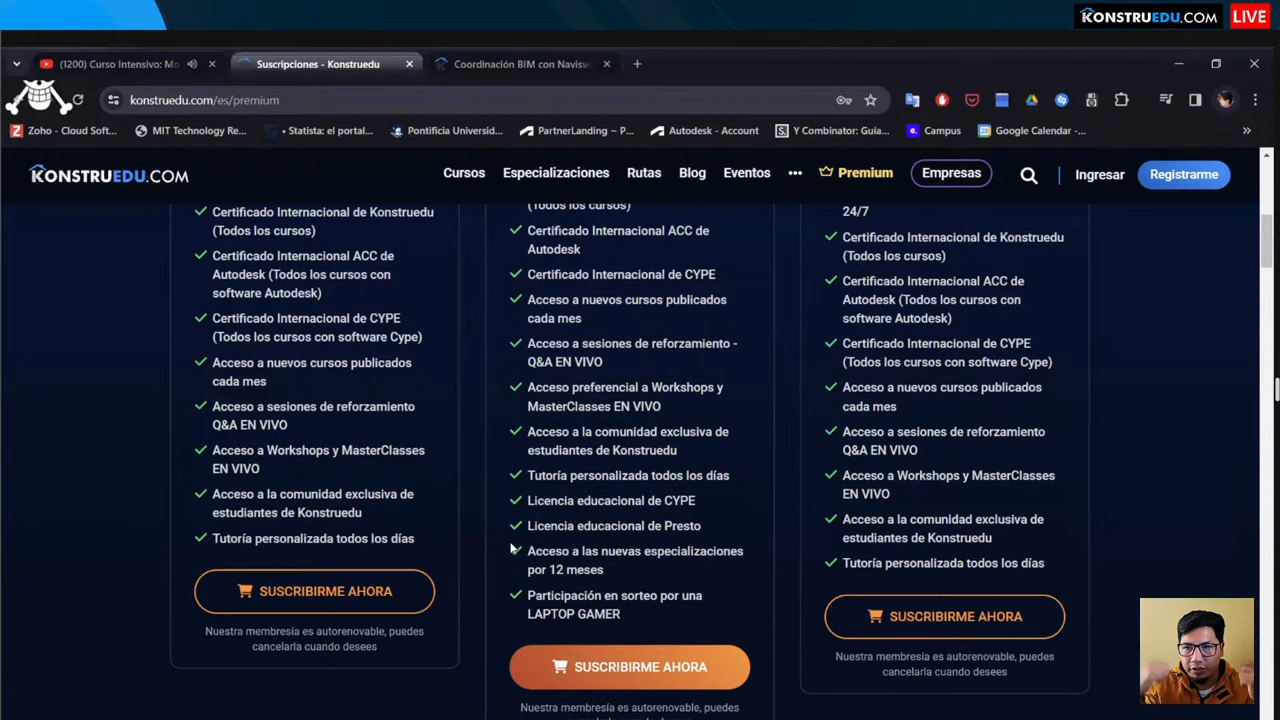 KONSTRUEDU.COM LIVE
(1200) Curso Intensivo: Mo
Suscripciones - Konstruedu
Coordinación BIM con Navisw
konstruedu.com/es/premium
Zoho - Cloud Soft...
MIT Technology Re...
• Statista: el portal...
Pontificia Universid...
PartnerLanding – P...
Autodesk - Account
Y Combinator: Guía...
Campus
Google Calendar -...
KONSTRUEDU.COM
Cursos
Especializaciones
Rutas
Blog
Eventos
Premium
Empresas
Ingresar
Registrarme
Certificado Internacional de Konstruedu
(Todos los cursos)
Certificado Internacional ACC de
Autodesk (Todos los cursos con
software Autodesk)
Certificado Internacional de CYPE
(Todos los cursos con software Cype)
Acceso a nuevos cursos publicados
cada mes
Acceso a sesiones de reforzamiento
Q&A EN VIVO
Acceso a Workshops y MasterClasses
EN VIVO
Acceso a la comunidad exclusiva de
estudiantes de Konstruedu
Tutoría personalizada todos los días
SUSCRIBIRME AHORA
Nuestra membresía es autorenovable, puedes
cancelarla cuando desees
(Todos los cursos)
Certificado Internacional ACC de
Autodesk
Certificado Internacional de CYPE
Acceso a nuevos cursos publicados
cada mes
Acceso a sesiones de reforzamiento -
Q&A EN VIVO
Acceso preferencial a Workshops y
MasterClasses EN VIVO
Acceso a la comunidad exclusiva de
estudiantes de Konstruedu
Tutoría personalizada todos los días
Licencia educacional de CYPE
Licencia educacional de Presto
Acceso a las nuevas especializaciones
por 12 meses
Participación en sorteo por una
LAPTOP GAMER
SUSCRIBIRME AHORA
Nuestra membresía es autorenovable, puedes
24/7
Certificado Internacional de Konstruedu
(Todos los cursos)
Certificado Internacional ACC de
Autodesk (Todos los cursos con
software Autodesk)
Certificado Internacional de CYPE
(Todos los cursos con software Cype)
Acceso a nuevos cursos publicados
cada mes
Acceso a sesiones de reforzamiento
Q&A EN VIVO
Acceso a Workshops y MasterClasses
EN VIVO
Acceso a la comunidad exclusiva de
estudiantes de Konstruedu
Tutoría personalizada todos los días
SUSCRIBIRME AHORA
Nuestra membresía es autorenovable, puedes
cancelarla cuando desees